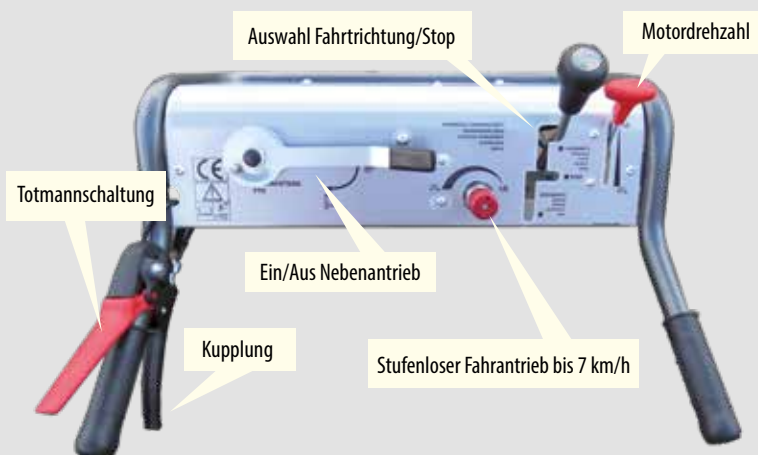 Auswahl Fahrtrichtung/Stop
Motordrehzahl
Totmannschaltung
Ein/Aus Nebenantrieb
Kupplung
Stufenloser Fahrantrieb bis 7 km/h
CE